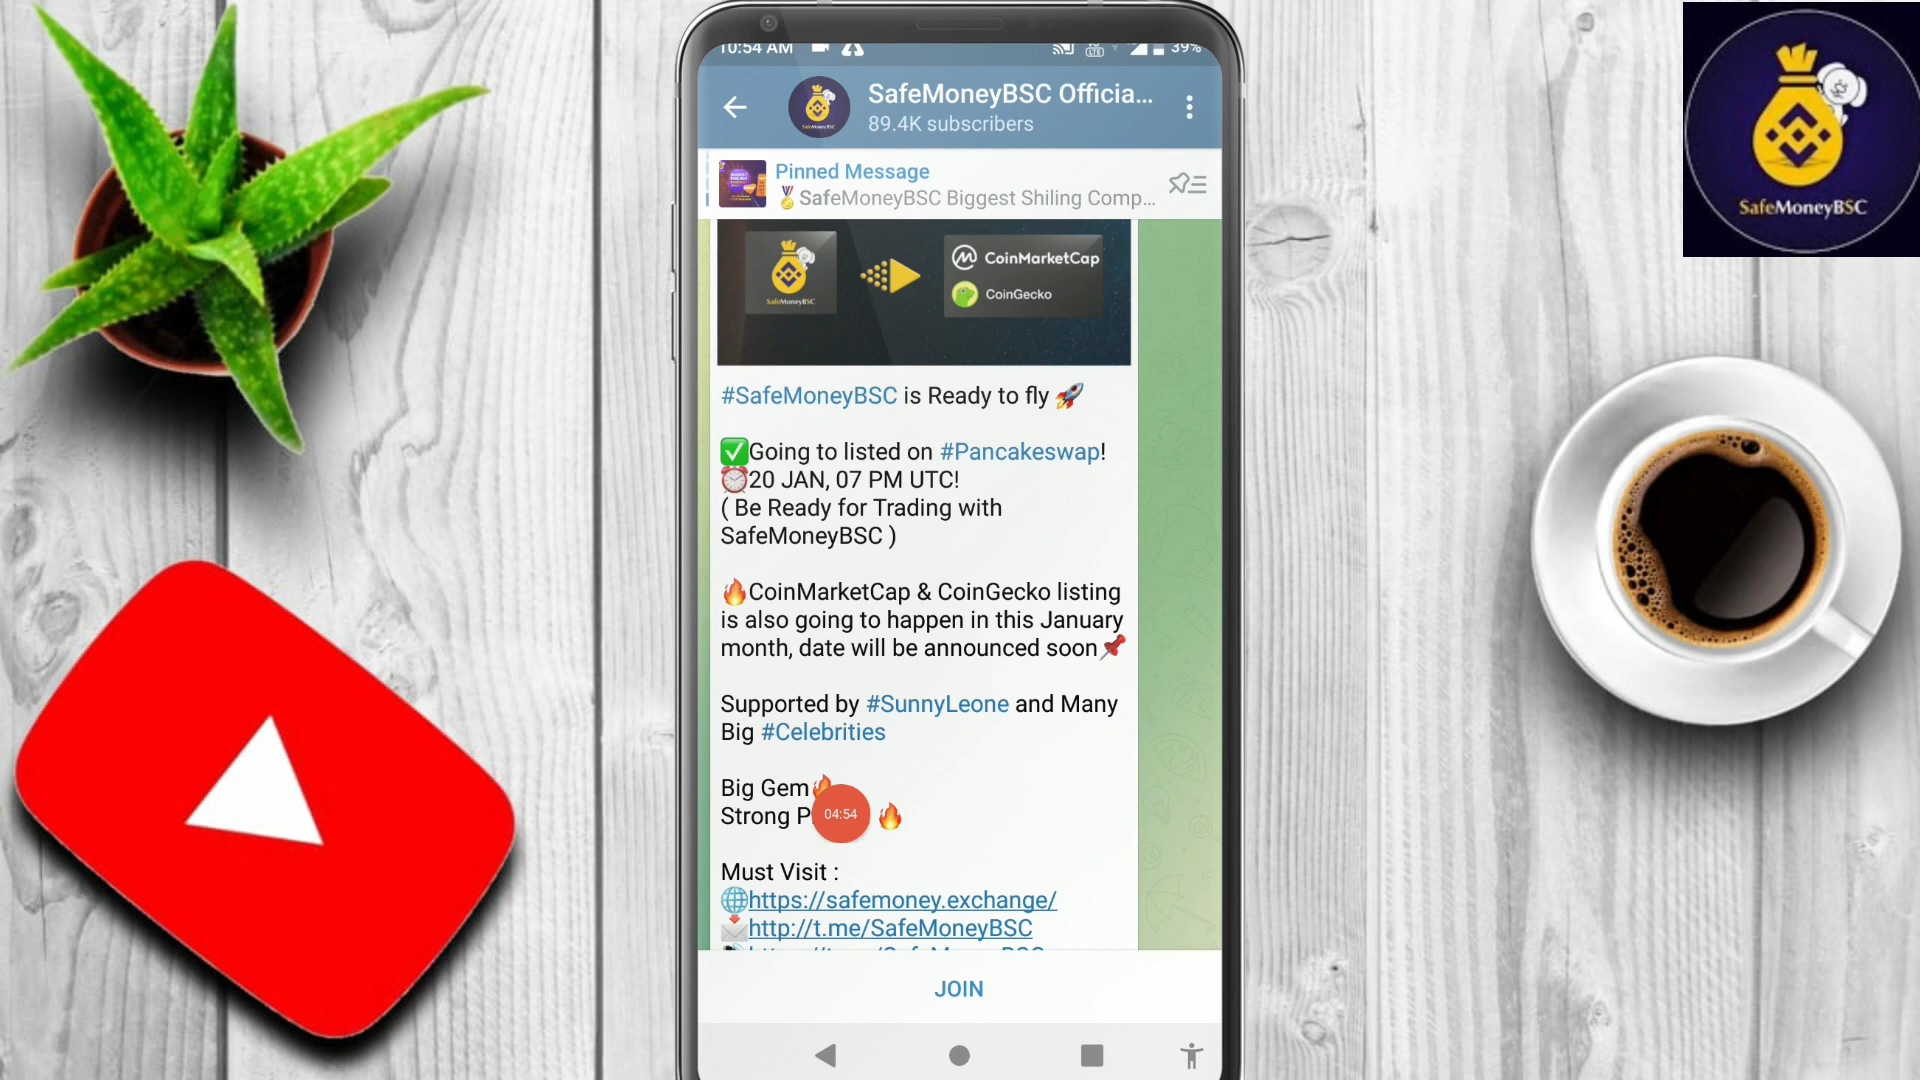 10:54 AM
39%
SafeMoneyBSC Officia...
89.4K subscribers
Pinned Message
🏅SafeMoneyBSC Biggest Shiling Comp...
SafeMoneyBSC
CoinMarketCap
CoinGecko
#SafeMoneyBSC is Ready to fly 🚀
✅Going to listed on #Pancakeswap!
⏰20 JAN, 07 PM UTC!
( Be Ready for Trading with
SafeMoneyBSC )
🔥CoinMarketCap & CoinGecko listing
is also going to happen in this January
month, date will be announced soon📌
Supported by #SunnyLeone and Many
Big #Celebrities
Big Gem🔥
Strong
04:54
🔥
Must Visit :
🌐https://safemoney.exchange/
📩http://t.me/SafeMoneyBSC
JOIN
SafeMoneyBSC